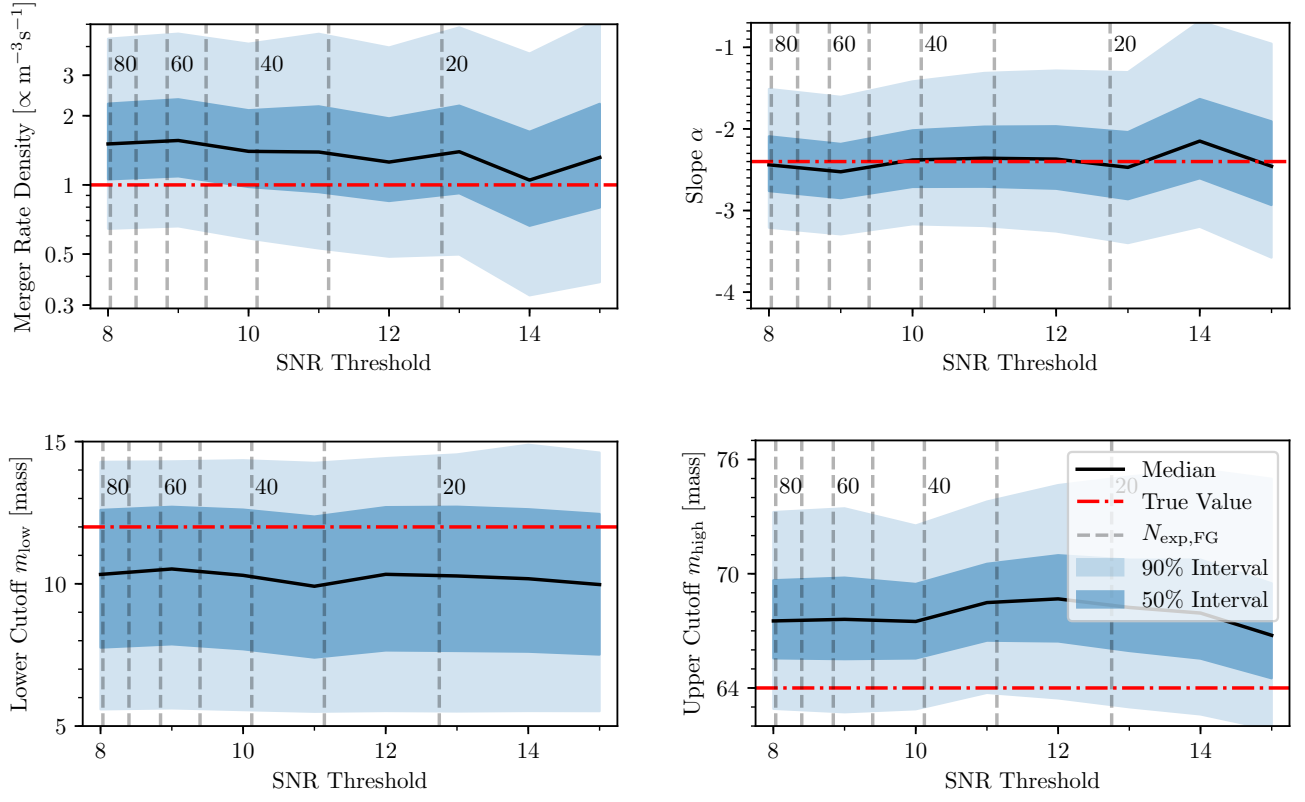 Merger Rate Density [∝ m⁻³s⁻¹]
3
2
1
0.5
0.3
80 60 40 20
8 10 12 14
SNR Threshold
Slope α
-1
-2
-3
-4
80 60 40 20
8 10 12 14
SNR Threshold
Lower Cutoff m_low [mass]
15
10
5
80 60 40 20
8 10 12 14
SNR Threshold
Upper Cutoff m_high [mass]
76
70
64
80 60 40 20
Median
True Value
N_exp,FG
90% Interval
50% Interval
8 10 12 14
SNR Threshold